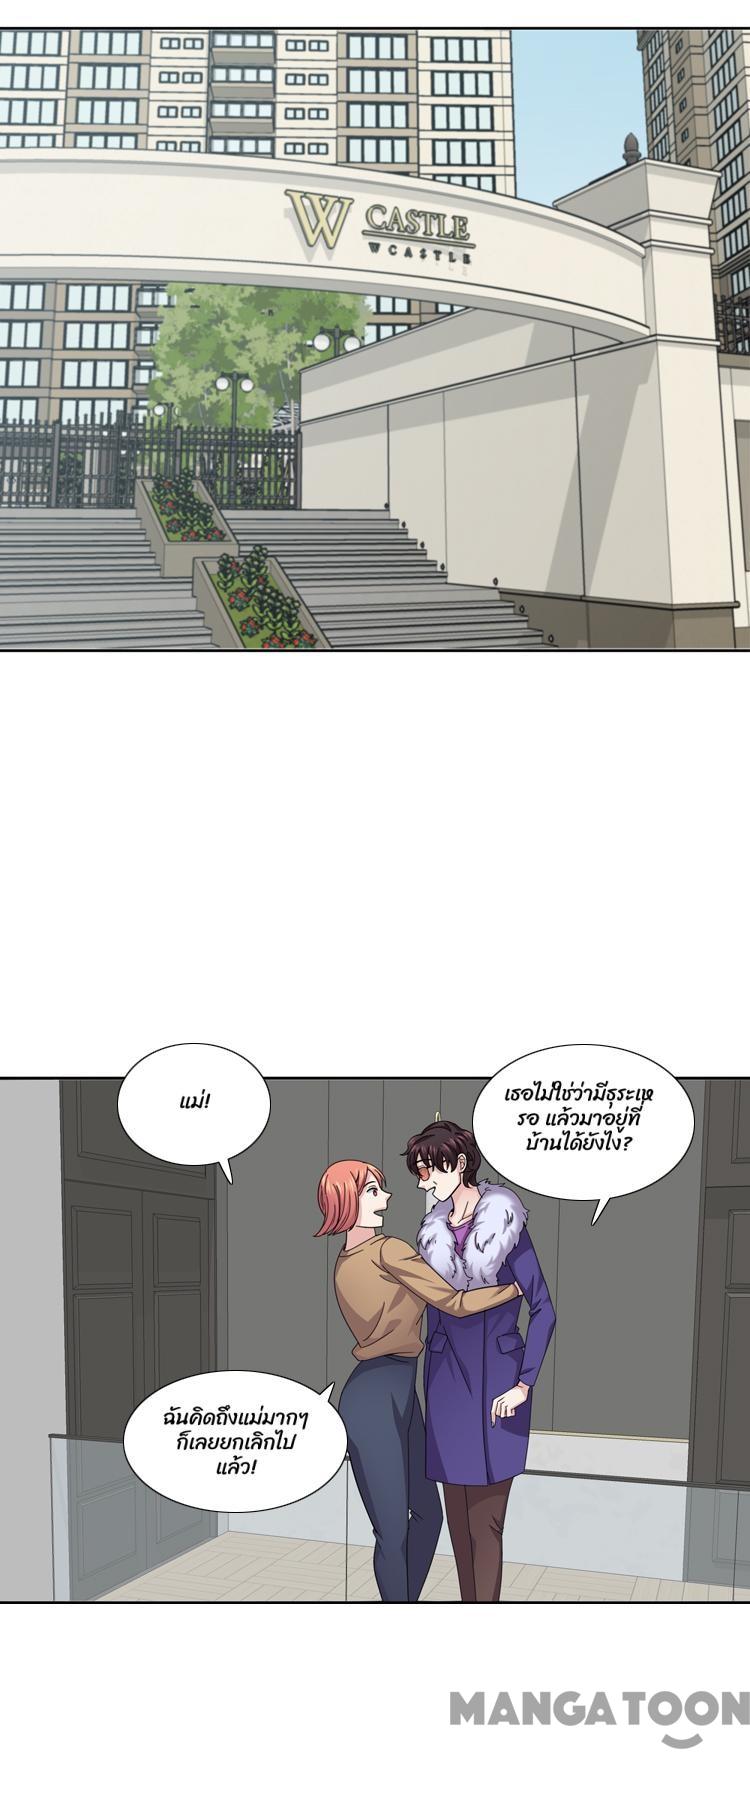 W CASTLE
WCASTLE
แม่!
เธอไม่ใช่ว่ามีธุระเห
รอ แล้วมาอยู่ที่
บ้านได้ยังไง?
ฉันคิดถึงแม่มากๆ
ก็เลยยกเลิกไป
แล้ว!
MANGATOON